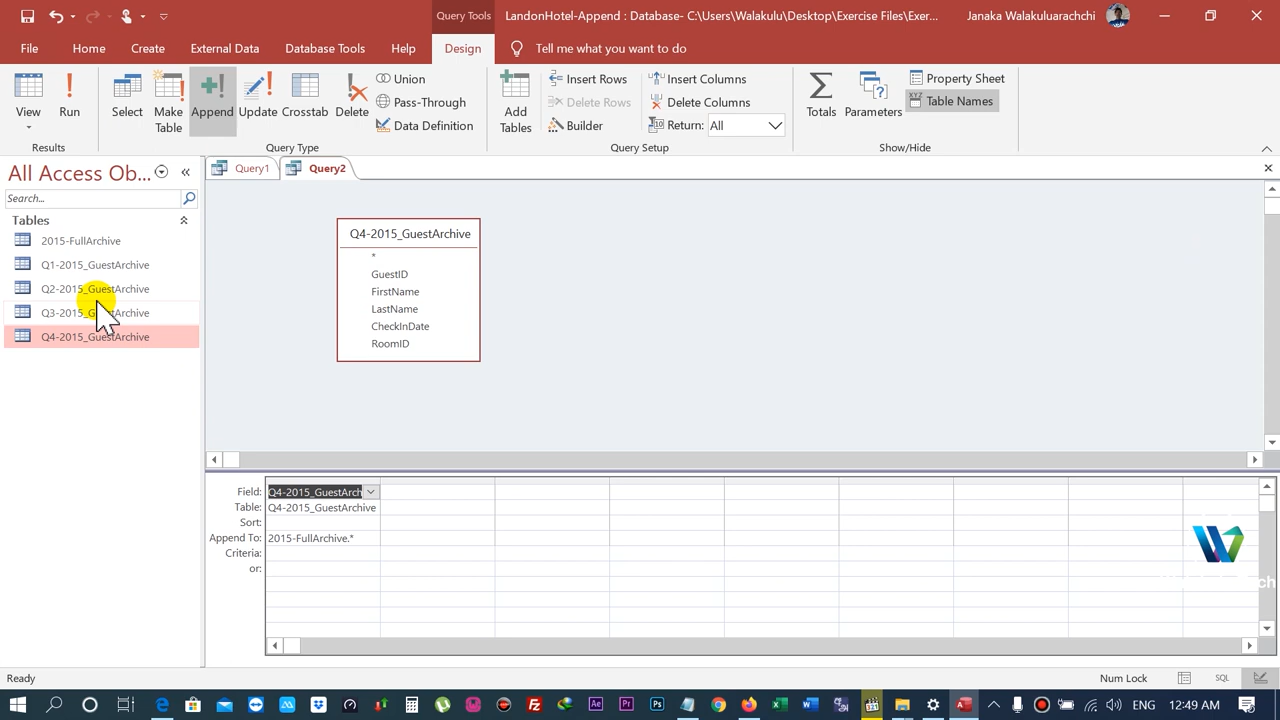 Query Tools
LandonHotel-Append : Database- C:\Users\Walakulu\Desktop\Exercise Files\Exer...
Janaka Walakuluarachchi
File
Home
Create
External Data
Database Tools
Help
Design
Tell me what you want to do
View
Run
Select
Make
Table
Append
Update
Crosstab
Delete
Union
Pass-Through
Data Definition
Add
Tables
Insert Rows
Delete Rows
Builder
Insert Columns
Delete Columns
Return: All
Totals
Parameters
Property Sheet
Table Names
Results
Query Type
Query Setup
Show/Hide
All Access Ob...
Search...
Tables
2015-FullArchive
Q1-2015_GuestArchive
Q2-2015_GuestArchive
Q3-2015_GuestArchive
Q4-2015_GuestArchive
Query1
Query2
Q4-2015_GuestArchive
*
GuestID
FirstName
LastName
CheckInDate
RoomID
Field: Q4-2015_GuestArch
Table: Q4-2015_GuestArchive
Sort:
Append To: 2015-FullArchive.*
Criteria:
or:
Ready
Num Lock
SQL
ENG
12:49 AM